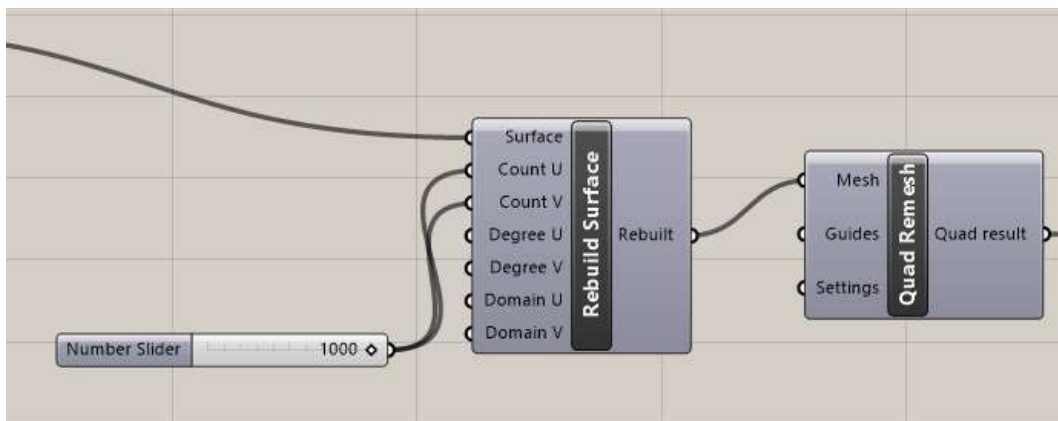 Surface
Count U
Count V
Degree U
Degree V
Domain U
Domain V
Rebuild Surface
Rebuilt
Mesh
Guides
Settings
Quad Remesh
Quad result
Number Slider
1000